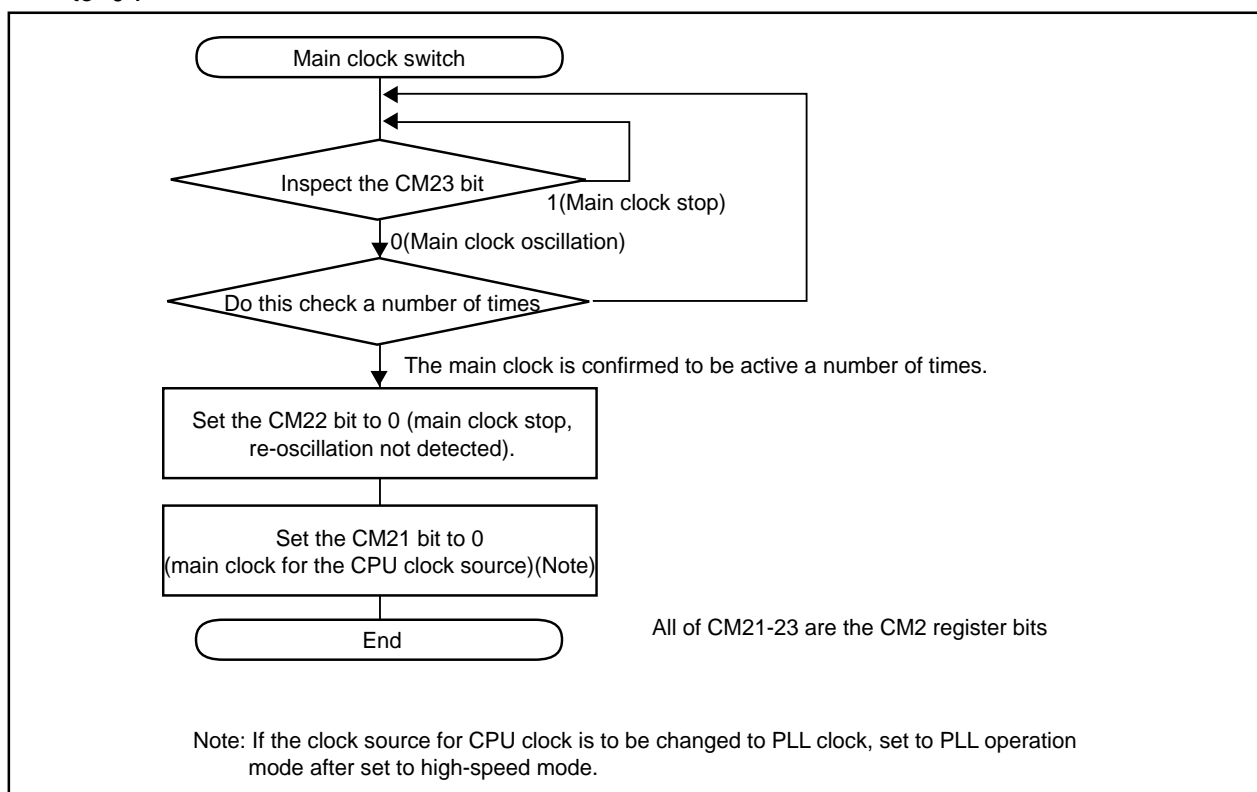 Main clock switch
Inspect the CM23 bit
1(Main clock stop)
0(Main clock oscillation)
Do this check a number of times
The main clock is confirmed to be active a number of times.
Set the CM22 bit to 0 (main clock stop,
re-oscillation not detected).
Set the CM21 bit to 0
(main clock for the CPU clock source)(Note)
End
All of CM21-23 are the CM2 register bits
Note: If the clock source for CPU clock is to be changed to PLL clock, set to PLL operation
mode after set to high-speed mode.